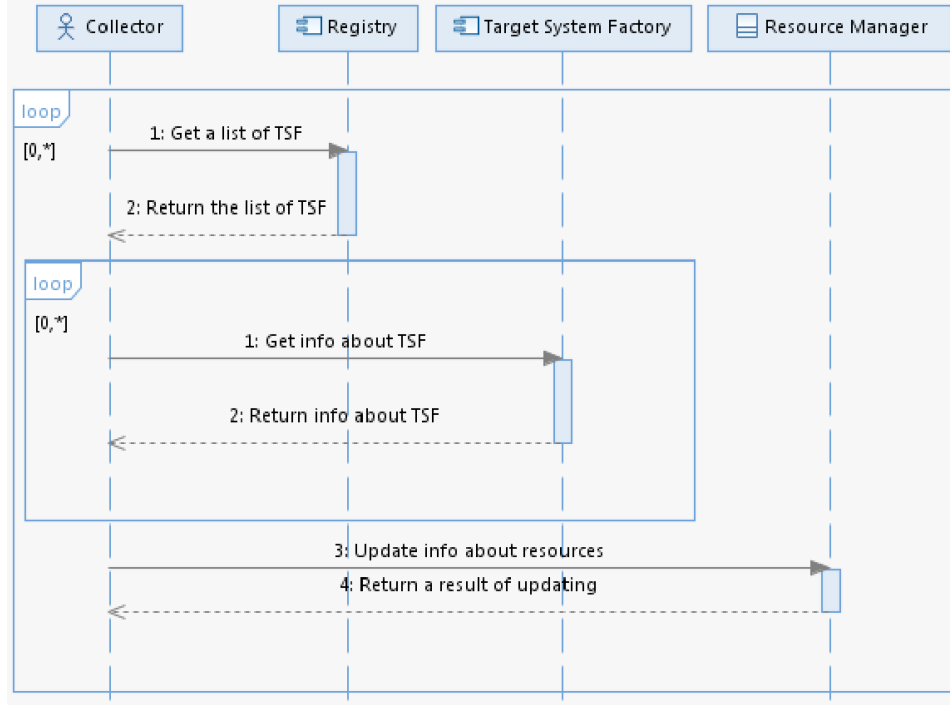 Collector
Registry
Target System Factory
Resource Manager
loop
[0,*]
1: Get a list of TSF
2: Return the list of TSF
loop
[0,*]
1: Get info about TSF
2: Return info about TSF
3: Update info about resources
4: Return a result of updating